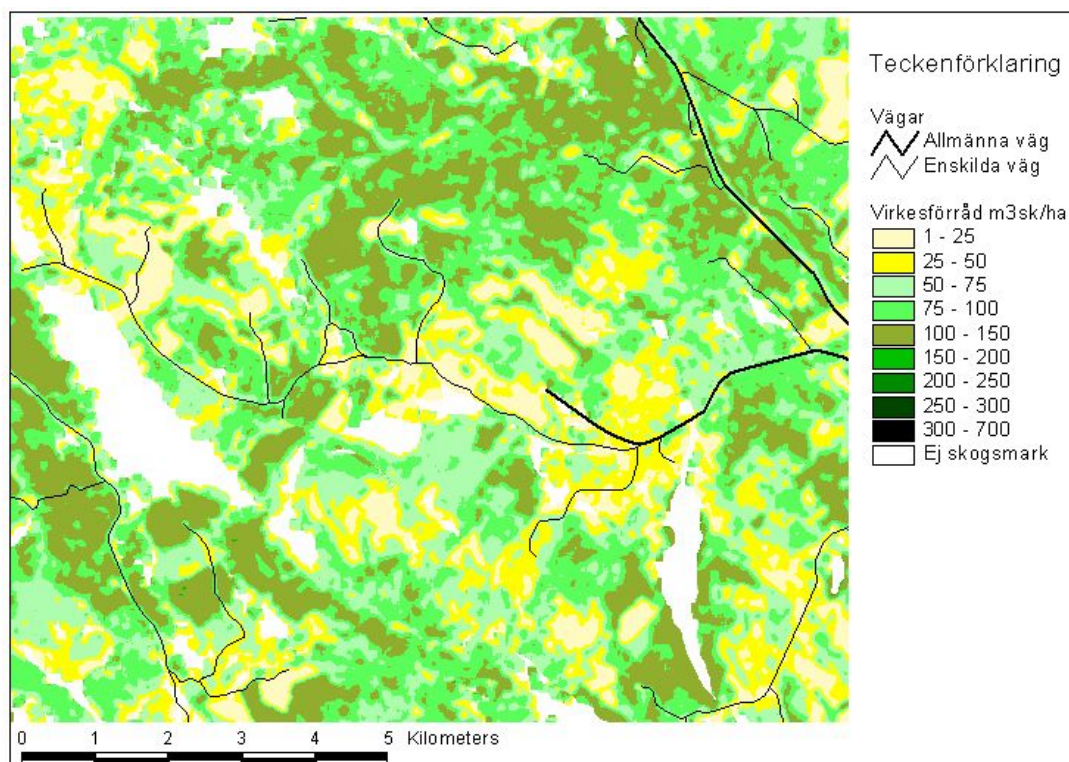 Teckenförklaring
Vägar
Allmänna väg
Enskilda väg
Virkesförråd m3sk/ha
1 - 25
25 - 50
50 - 75
75 - 100
100 - 150
150 - 200
200 - 250
250 - 300
300 - 700
Ej skogsmark
0 1 2 3 4 5 Kilometers